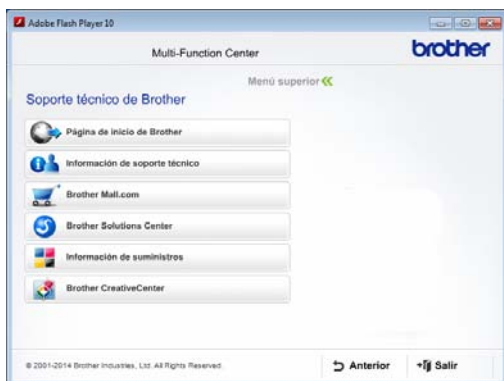 Adobe Flash Player 10
Multi-Function Center
brother
Menú superior
Soporte técnico de Brother
Página de inicio de Brother
Información de soporte técnico
Brother Mall.com
Brother Solutions Center
Información de suministros
Brother CreativeCenter
© 2001-2014 Brother Industries, Ltd. All Rights Reserved.
Anterior
Salir